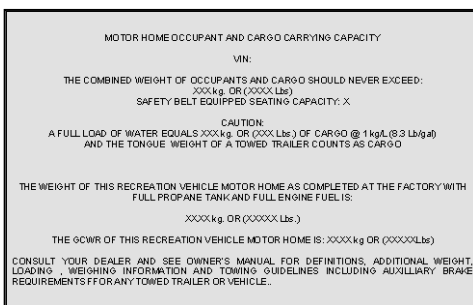 MOTOR HOME OCCUPANT AND CARGO CARRYING CAPACITY
VIN:
THE COMBINED WEIGHT OF OCCUPANTS AND CARGO SHOULD NEVER EXCEED:
XXX kg. OR (XXXX Lbs)
SAFETY BELT EQUIPPED SEATING CAPACITY: X
CAUTION:
A FULL LOAD OF WATER EQUALS XXX kg. OR (XXX Lbs.) OF CARGO @ 1 kg/L (8.3 Lb/gal)
AND THE TONGUE WEIGHT OF A TOWED TRAILER COUNTS AS CARGO
THE WEIGHT OF THIS RECREATION VEHICLE MOTOR HOME AS COMPLETED AT THE FACTORY WITH
FULL PROPANE TANK AND FULL ENGINE FUEL IS:
XXXX kg. OR (XXXXX Lbs.)
THE GCWR OF THIS RECREATION VEHICLE MOTOR HOME IS: XXXX kg OR (XXXXX Lbs)
CONSULT YOUR DEALER AND SEE OWNER'S MANUAL FOR DEFINITIONS, ADDITIONAL WEIGHT,
LOADING , WEIGHING INFORMATION AND TOWING GUIDELINES INCLUDING AUXILLIARY BRAKE
REQUIREMENTS FFOR ANY TOWED TRAILER OR VEHICLE..